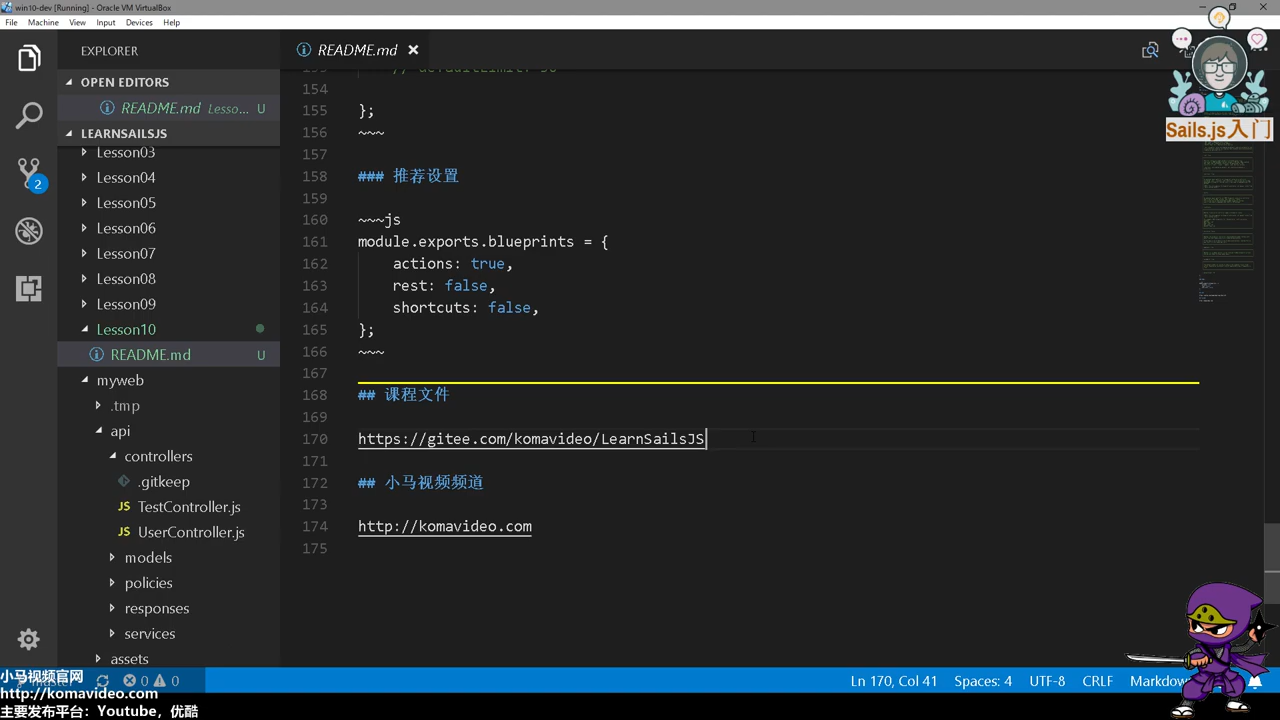 win10-dev [Running] - Oracle VM VirtualBox
File Machine View Input Devices Help
EXPLORER
README.md
OPEN EDITORS
README.md Lesso... U
LEARNSAILSJS
Lesson03
Lesson04
Lesson05
Lesson06
Lesson07
Lesson08
Lesson09
Lesson10
README.md U
myweb
.tmp
api
controllers
.gitkeep
JS TestController.js
JS UserController.js
models
policies
responses
services
assets
2
154
155 };
156 ~~~
157
158 ### 推荐设置
159
160 ~~~js
161 module.exports.blueprints = {
162 actions: true,
163 rest: false,
164 shortcuts: false,
165 };
166 ~~~
167
168 ## 课程文件
169
170 https://gitee.com/komavideo/LearnSailsJS
171
172 ## 小马视频频道
173
174 http://komavideo.com
175
Sails.js入门
小马视频官网
http://komavideo.com
主要发布平台：Youtube，优酷
0 0
Ln 170, Col 41 Spaces: 4 UTF-8 CRLF